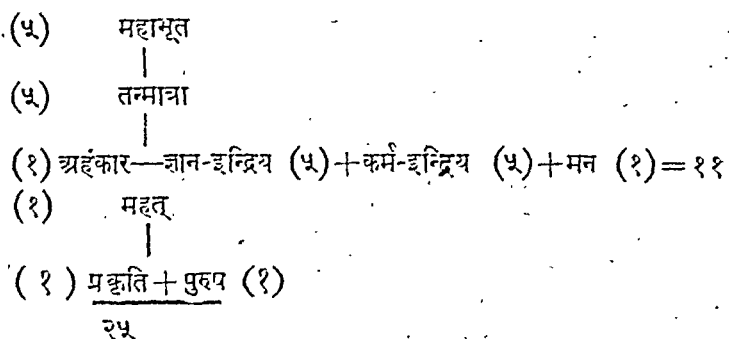 (५) महाभूत
(५) तन्मात्रा
(१) अहंकार—ज्ञान-इन्द्रिय (५)+कर्म-इन्द्रिय (५)+मन (१)=११
(१) महत्
(१) प्रकृति+पुरुष (१)
२५